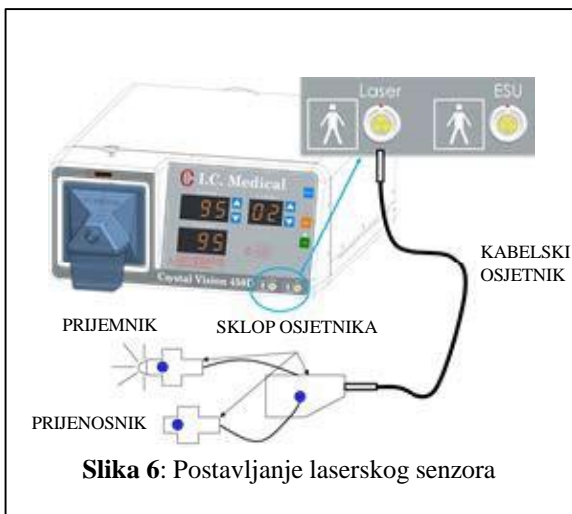 Laser ESU
I.C. Medical
95 02
95
Crystal Vision 450D
KABELSKI
OSJETNIK
PRIJEMNIK
SKLOP OSJETNIKA
PRIJENOSNIK
Slika 6: Postavljanje laserskog senzora